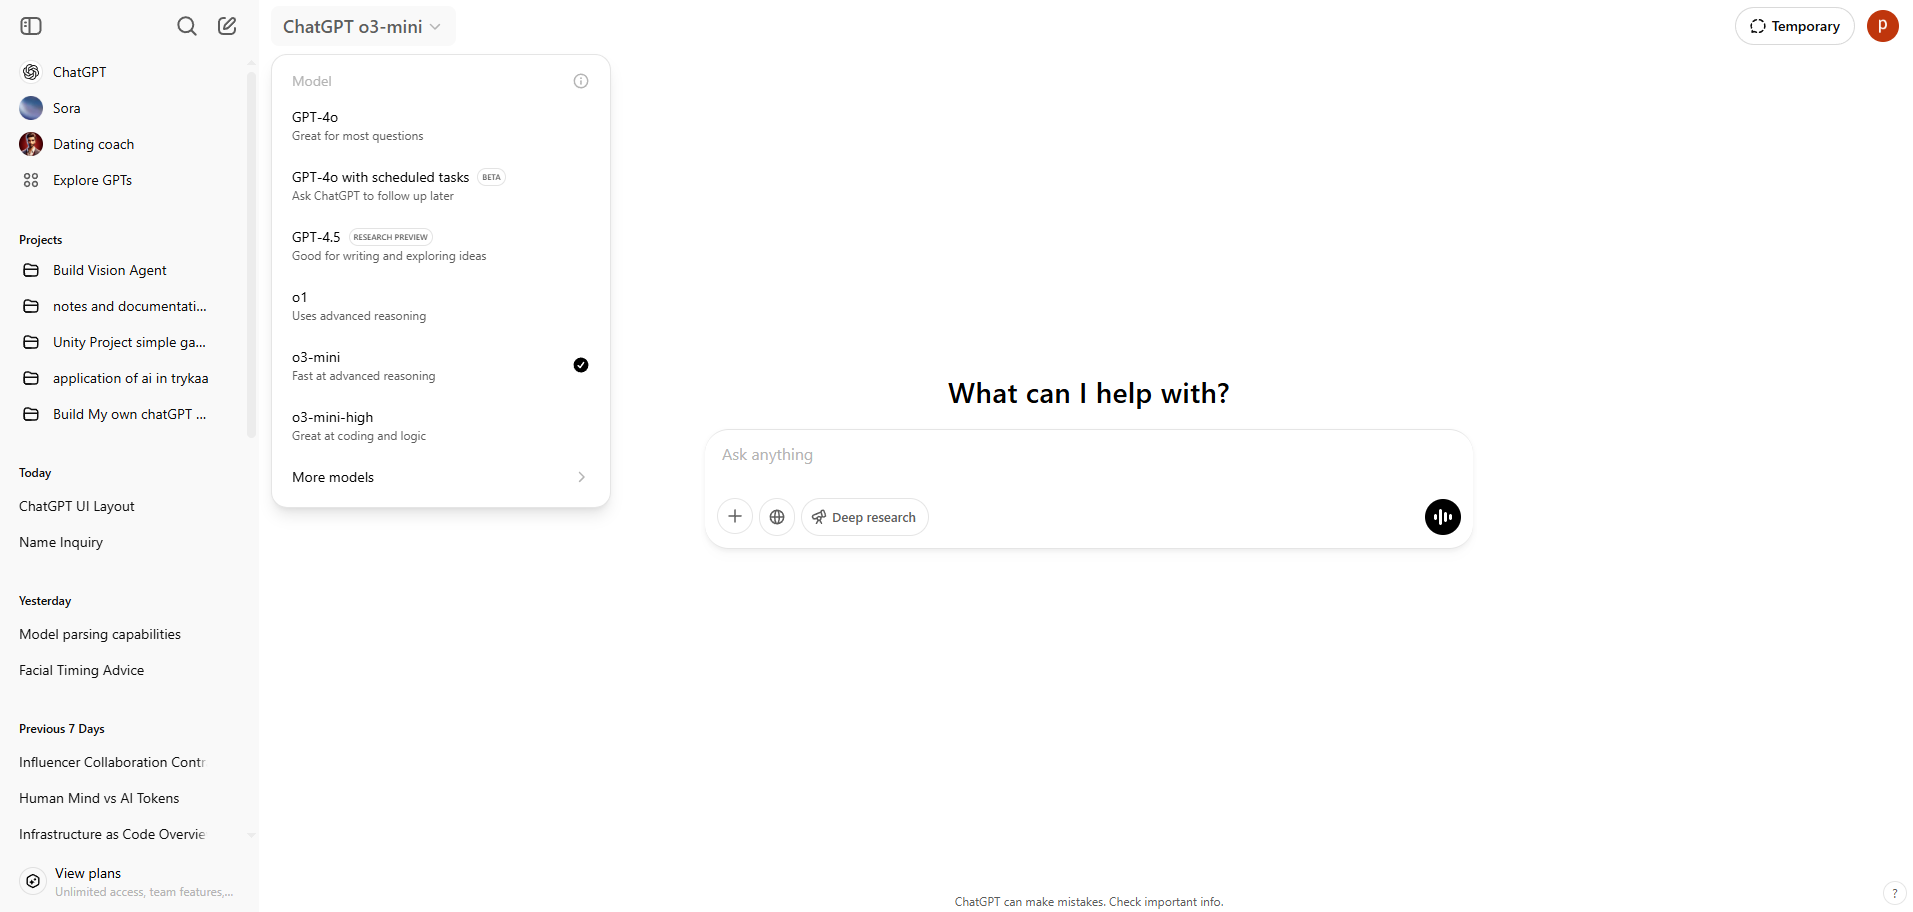 ChatGPT
Sora
Dating coach
Explore GPTs
Projects
Build Vision Agent
notes and documentati...
Unity Project simple ga...
application of ai in trykaa
Build My own chatGPT ...
Today
ChatGPT UI Layout
Name Inquiry
Yesterday
Model parsing capabilities
Facial Timing Advice
Previous 7 Days
Influencer Collaboration Contr
Human Mind vs AI Tokens
Infrastructure as Code Overvie
View plans
Unlimited access, team features,...
ChatGPT o3-mini
Model
GPT-4o
Great for most questions
GPT-4o with scheduled tasks BETA
Ask ChatGPT to follow up later
GPT-4.5 RESEARCH PREVIEW
Good for writing and exploring ideas
o1
Uses advanced reasoning
o3-mini
Fast at advanced reasoning
o3-mini-high
Great at coding and logic
More models
Temporary
p
What can I help with?
Ask anything
Deep research
ChatGPT can make mistakes. Check important info.
?